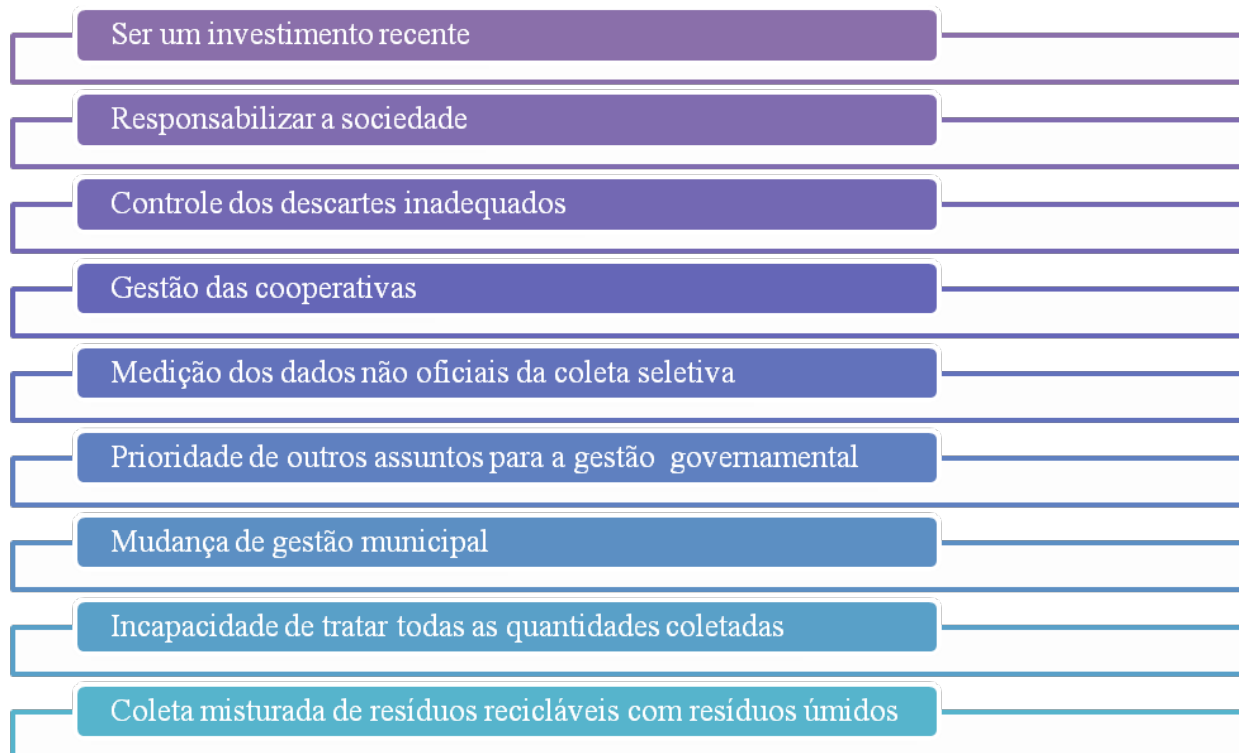 Ser um investimento recente
Responsabilizar a sociedade
Controle dos descartes inadequados
Gestão das cooperativas
Medição dos dados não oficiais da coleta seletiva
Prioridade de outros assuntos para a gestão governamental
Mudança de gestão municipal
Incapacidade de tratar todas as quantidades coletadas
Coleta misturada de resíduos recicláveis com resíduos úmidos